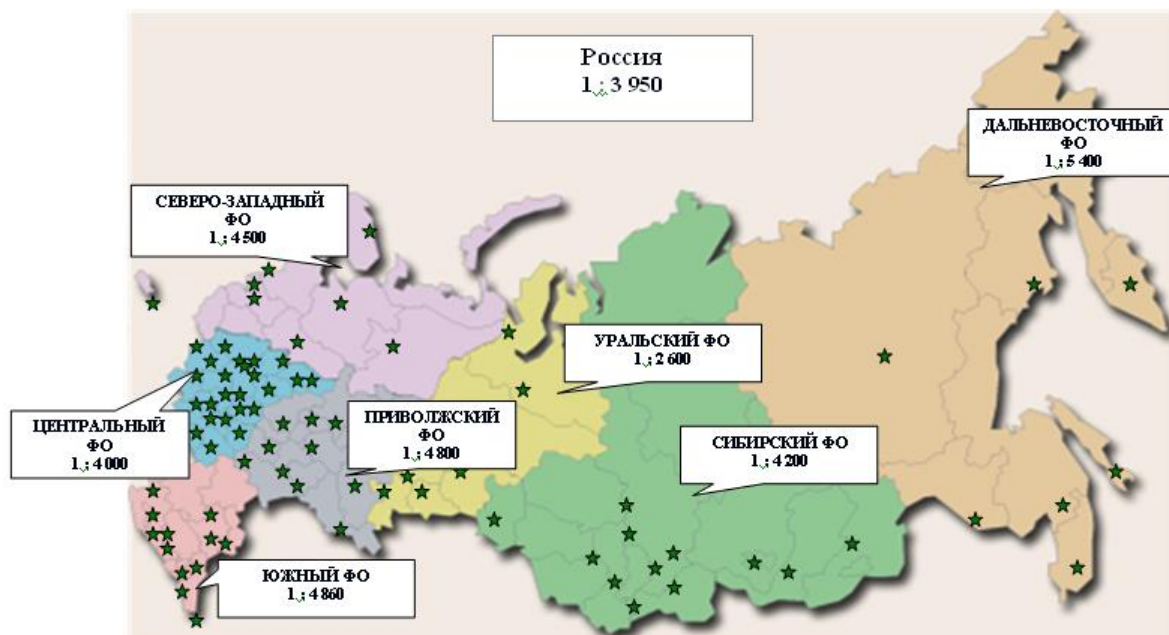 Россия
1 : 3 950
ДАЛЬНЕВОСТОЧНЫЙ
ФО
1 : 5 400
СЕВЕРО-ЗАПАДНЫЙ
ФО
1 : 4 500
УРАЛЬСКИЙ ФО
1 : 2 600
ЦЕНТРАЛЬНЫЙ
ФО
1 : 4 000
ПРИВОЛЖСКИЙ
ФО
1 : 4 800
СИБИРСКИЙ ФО
1 : 4 200
ЮЖНЫЙ ФО
1 : 4 860